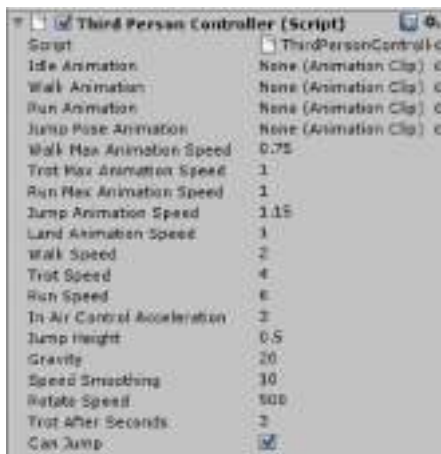 Third Person Controller (Script)
Script ThirdPersonControll
Idle Animation None (Animation Clip)
Walk Animation None (Animation Clip)
Run Animation None (Animation Clip)
Jump Pose Animation None (Animation Clip)
Walk Max Animation Speed 0.75
Trot Max Animation Speed 1
Run Max Animation Speed 1
Jump Animation Speed 1.15
Land Animation Speed 1
Walk Speed 2
Trot Speed 4
Run Speed 6
In Air Control Acceleration 3
Jump Height 0.5
Gravity 20
Speed Smoothing 10
Rotate Speed 500
Trot After Seconds 3
Can Jump